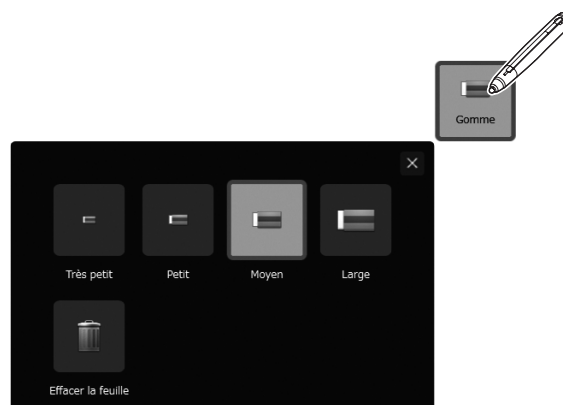 Gomme
Très petit
Petit
Moyen
Large
Effacer la feuille